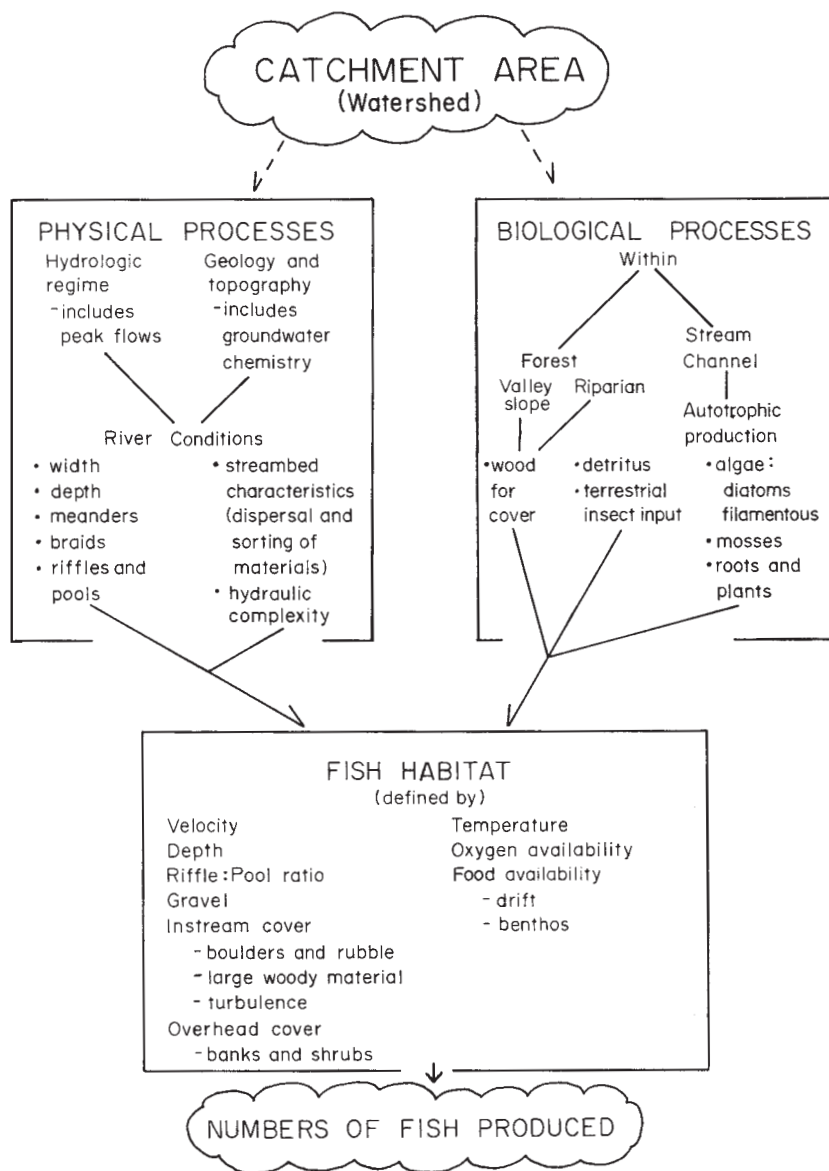 CATCHMENT AREA
(Watershed)
PHYSICAL PROCESSES
Hydrologic
regime
-includes
peak flows
Geology and
topography
-includes
groundwater
chemistry
River Conditions
• width
• depth
• meanders
• braids
• riffles and
pools
• streambed
characteristics
(dispersal and
sorting of
materials)
• hydraulic
complexity
BIOLOGICAL PROCESSES
Within
Forest
Valley
slope
Riparian
Stream
Channel
Autotrophic
production
• wood
for
cover
• detritus
• terrestrial
insect input
• algae:
diatoms
filamentous
• mosses
• roots and
plants
FISH HABITAT
(defined by)
Velocity
Depth
Riffle:Pool ratio
Gravel
Instream cover
- boulders and rubble
- large woody material
- turbulence
Overhead cover
- banks and shrubs
Temperature
Oxygen availability
Food availability
- drift
- benthos
NUMBERS OF FISH PRODUCED